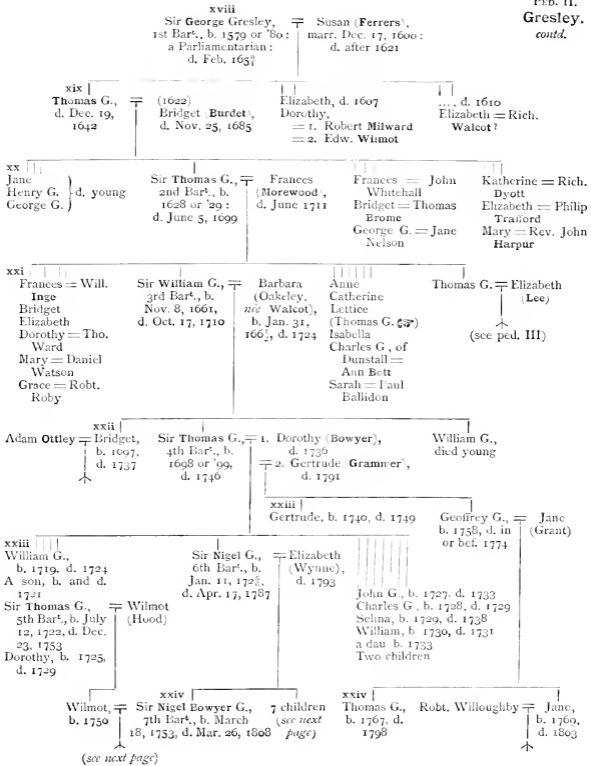 PED. II.
Gresley.
contd.
xviii
Sir George Gresley, = Susan (Ferrers),
1st Bart., b. 1579 or '80: marr. Dec. 17, 1600:
a Parliamentarian: d. after 1621
d. Feb. 165
xix
Thomas G., = (1622)
d. Dec. 19, Bridget (Burdet),
1642 d. Nov. 25, 1685
Elizabeth, d. 1607
Dorothy,
= 1. Robert Milward
= 2. Edw. Wilmot
..., d. 1610
Elizabeth = Rich.
Walcot?
xx
Jane
Henry G. } d. young
George G.
Sir Thomas G., = Frances
2nd Bart., b. (Morewood),
1628 or '29: d. June 1711
d. June 5, 1699
Frances = John
Whitehall
Bridget = Thomas
Brome
George G. = Jane
Nelson
Katherine = Rich.
Dyott
Elizabeth = Philip
Trafford
Mary = Rev. John
Harpur
xxi
Frances = Will.
Inge
Bridget
Elizabeth
Dorothy = Tho.
Ward
Mary = Daniel
Watson
Grace = Robt.
Roby
Sir William G., = Barbara
3rd Bart., b. (Oakeley,
Nov. 8, 1661, née Walcot),
d. Oct. 17, 1710 b. Jan. 31,
d. 1724
Anne
Catherine
Lettice
(Thomas G. ☞)
Isabella
Charles G., of
Dunstall =
Ann Bott
Sarah = Paul
Ballidon
Thomas G. = Elizabeth
(Lee)
(see ped. III)
xxii
Adam Ottley = Bridget,
b. 1697,
d. 1737
Sir Thomas G., = 1. Dorothy (Bowyer),
4th Bart., b. d. 1736
1698 or '99, = 2. Gertrude (Grammer),
d. 1746 d. 1791
William G.,
died young
xxiii
Gertrude, b. 1740, d. 1749
Geoffrey G., = Jane
b. 1758, d. in (Grant)
or bef. 1774
xxiii
William G.,
b. 1719, d. 1724
A son, b. and d.
1721
Sir Thomas G., = Wilmot
5th Bart., b. July (Hood)
12, 1722, d. Dec.
23, 1753
Dorothy, b. 1725,
d. 1729
Sir Nigel G., = Elizabeth
6th Bart., b. (Wynne),
Jan. 11, d. 1793
d. Apr. 17, 1787
John G., b. 1727, d. 1733
Charles G., b. 1728, d. 1729
Selina, b. 1729, d. 1738
William, b 1730, d. 1731
a dau b. 1733
Two children
xxiv
Wilmot, = Sir Nigel Bowyer G.,
b. 1750 7th Bart., b. March
18, 1753, d. Mar. 26, 1808
(see next page)
7 children
(see next
page)
xxiv
Thomas G.,
b. 1767, d.
1798
Robt. Willoughby = Jane,
b. 1769,
d. 1803